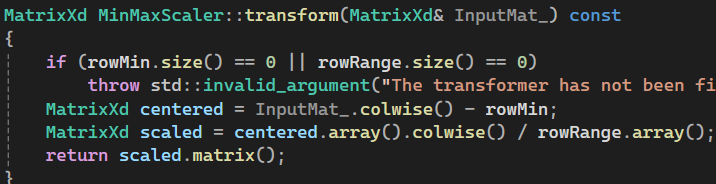 MatrixXd MinMaxScaler::transform(MatrixXd& InputMat_) const
{
if (rowMin.size() == 0 || rowRange.size() == 0)
throw std::invalid_argument("The transformer has not been fi
MatrixXd centered = InputMat_.colwise() - rowMin;
MatrixXd scaled = centered.array().colwise() / rowRange.array();
return scaled.matrix();
}